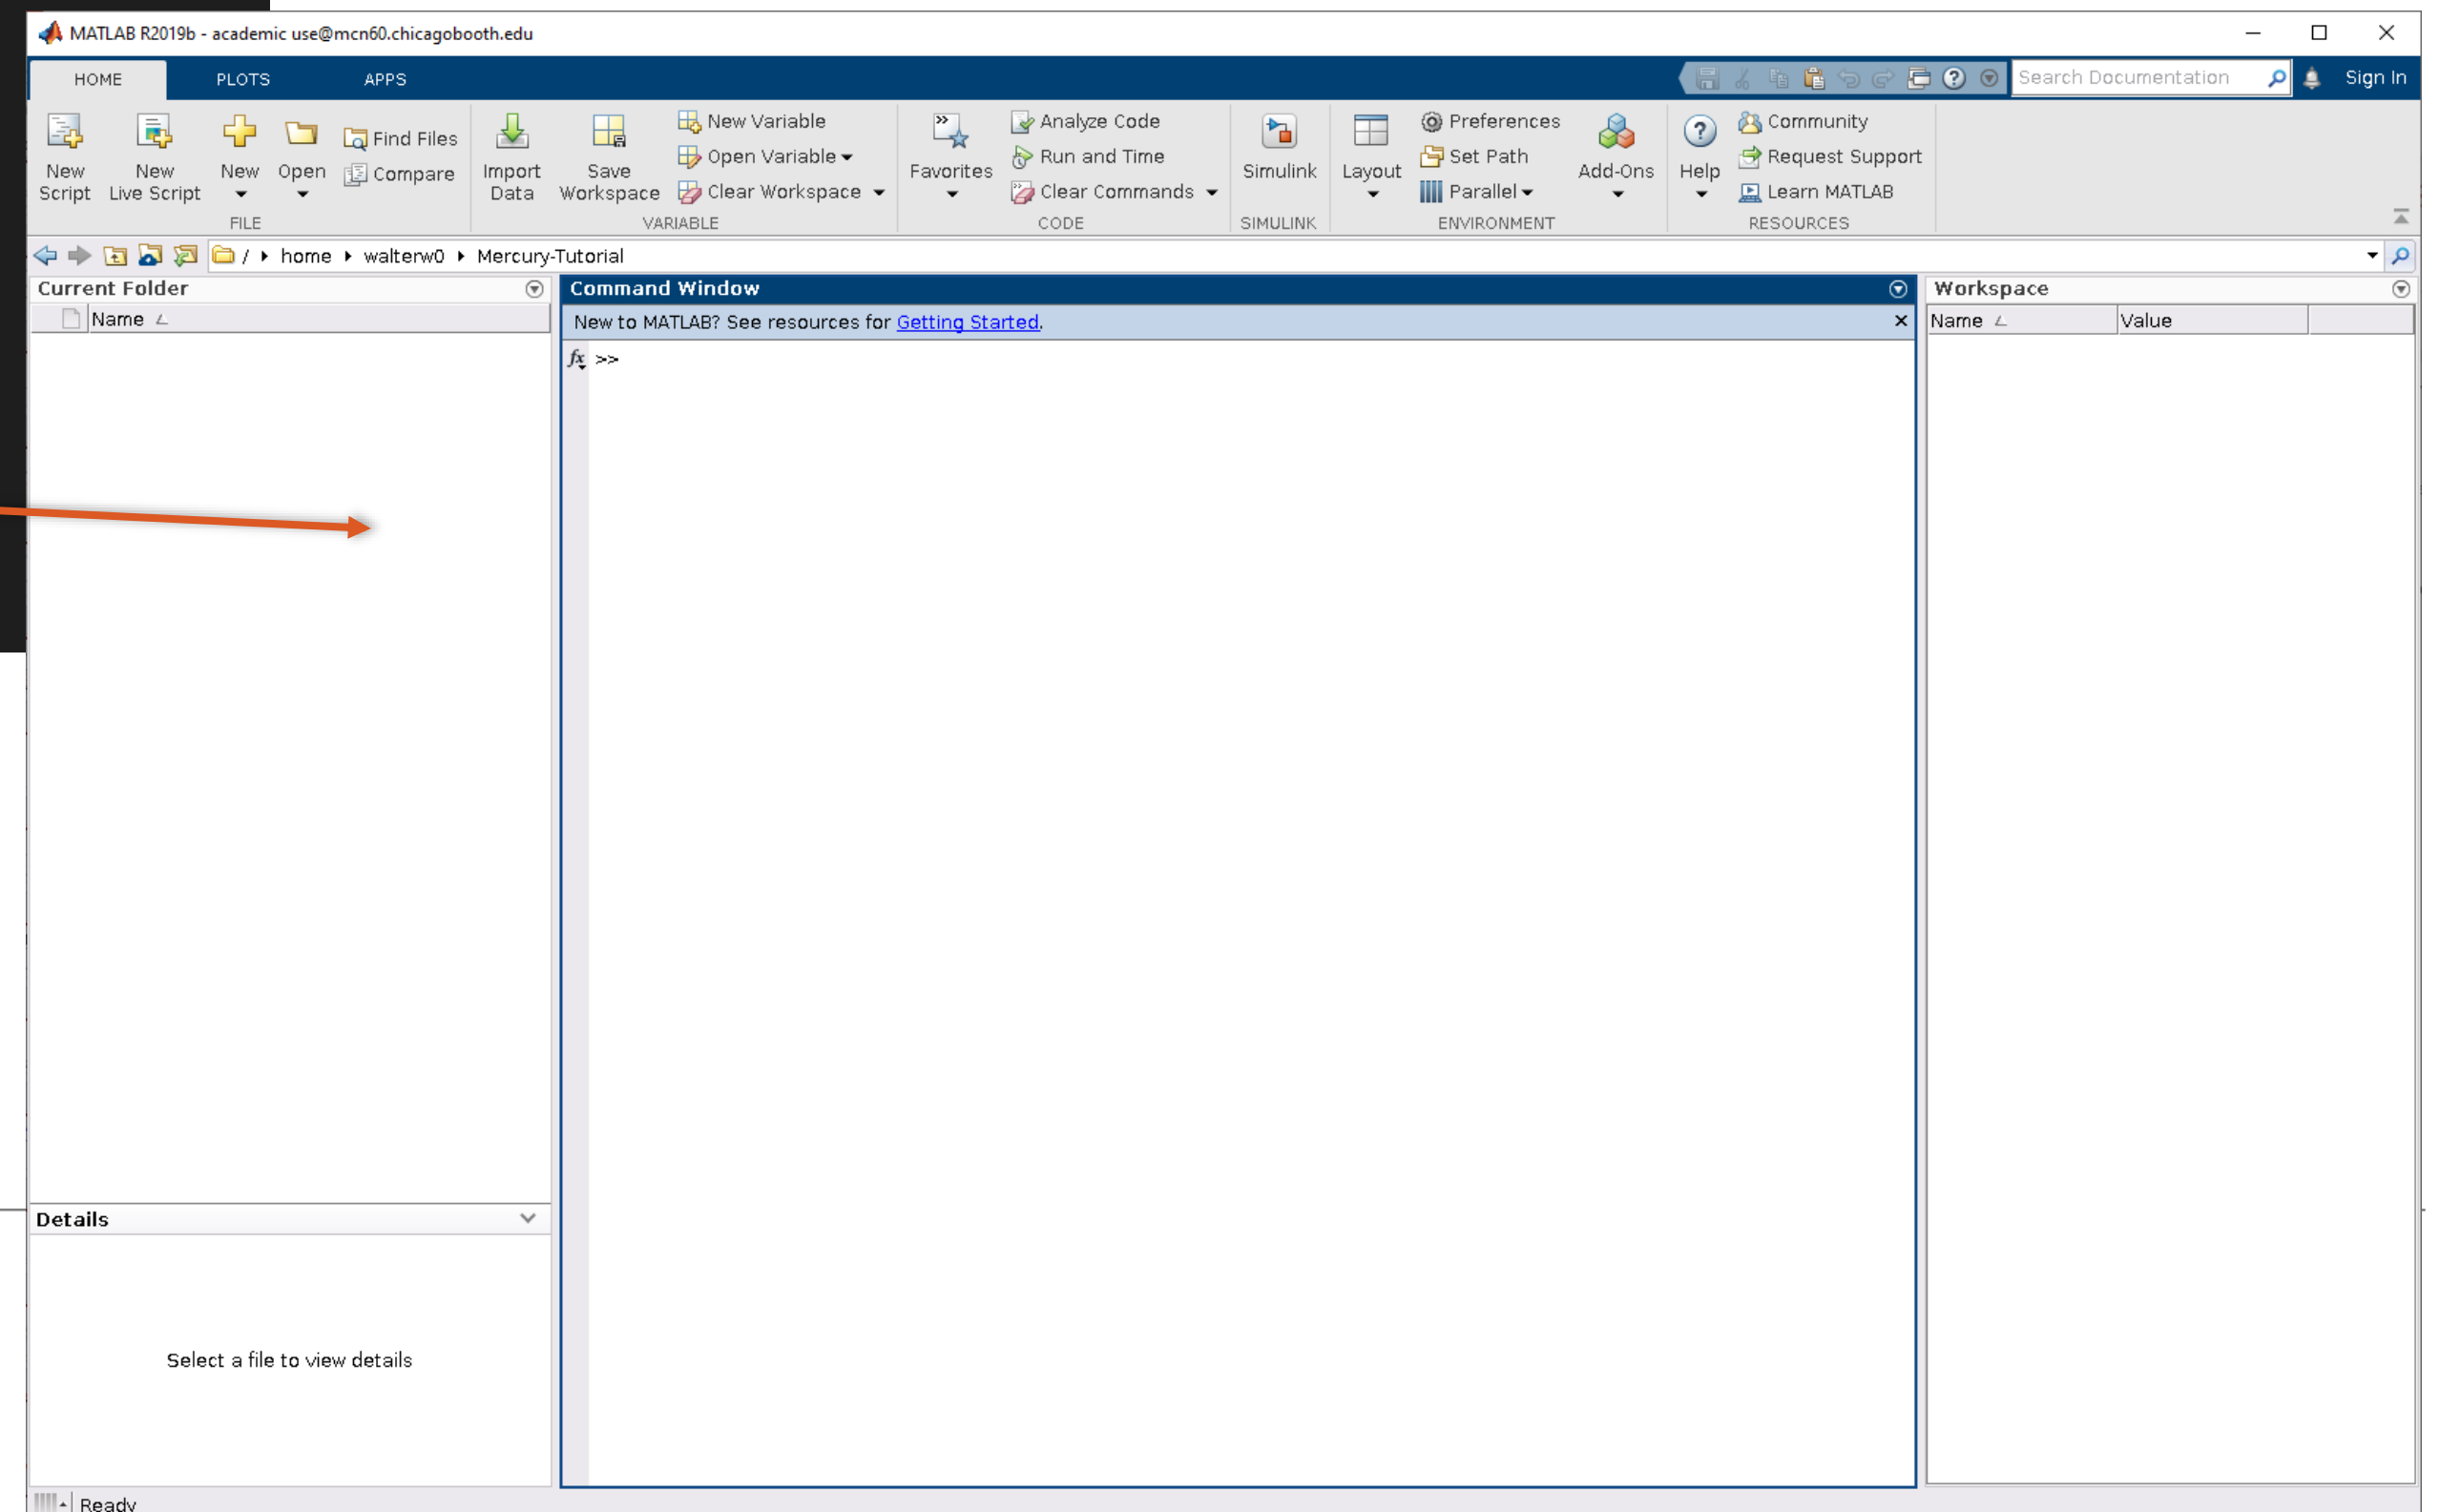 MATLAB R2019b - academic use@mcn60.chicagobooth.edu
HOME PLOTS APPS Search Documentation Sign In
New Script
New Live Script
New
Open
Find Files
Compare
FILE
Import Data
Save Workspace
New Variable
Open Variable
Clear Workspace
VARIABLE
Favorites
Analyze Code
Run and Time
Clear Commands
CODE
Simulink
SIMULINK
Layout
Preferences
Set Path
Parallel
Add-Ons
ENVIRONMENT
Help
Community
Request Support
Learn MATLAB
RESOURCES
/ home walterw0 Mercury-Tutorial
Current Folder
Name
Command Window
New to MATLAB? See resources for Getting Started.
fx >>
Workspace
Name Value
Details
Select a file to view details
Ready